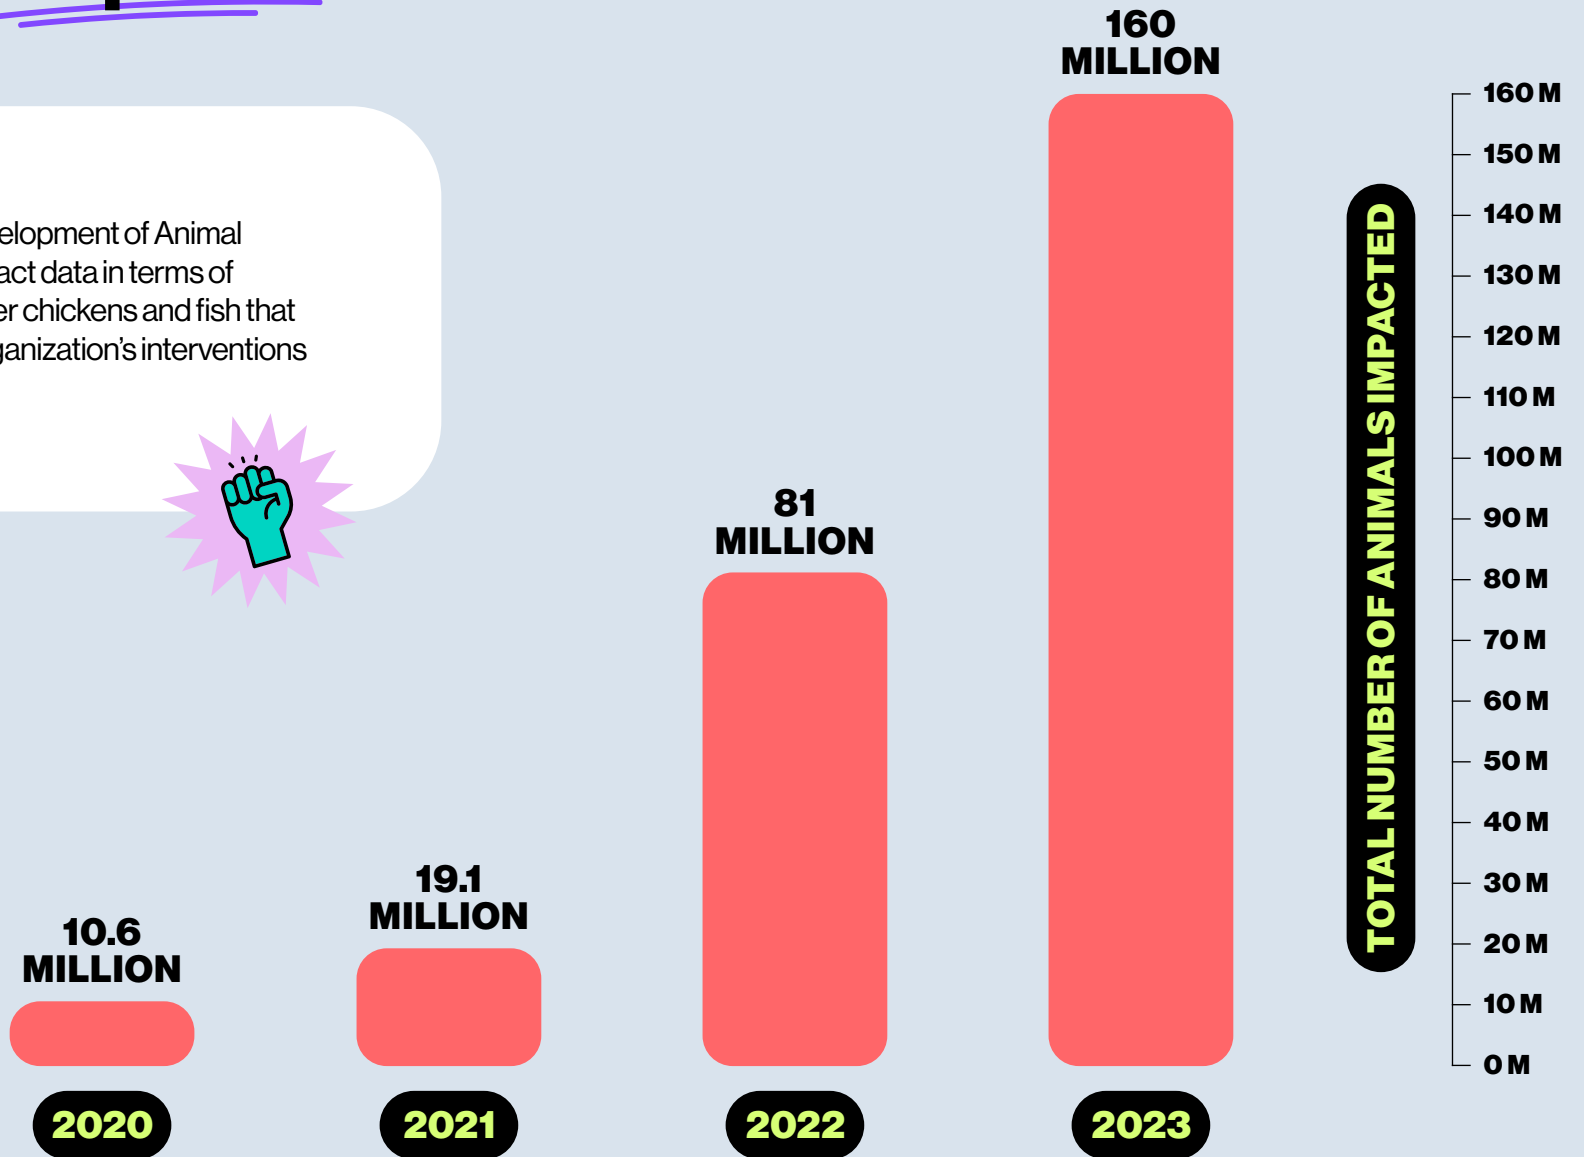 elopment of Animal
act data in terms of
er chickens and fish that
ganization's interventions
160
MILLION
81
MILLION
19.1
MILLION
10.6
MILLION
2020
2021
2022
2023
TOTAL NUMBER OF ANIMALS IMPACTED
160 M
150 M
140 M
130 M
120 M
110 M
100 M
90 M
80 M
70 M
60 M
50 M
40 M
30 M
20 M
10 M
0 M